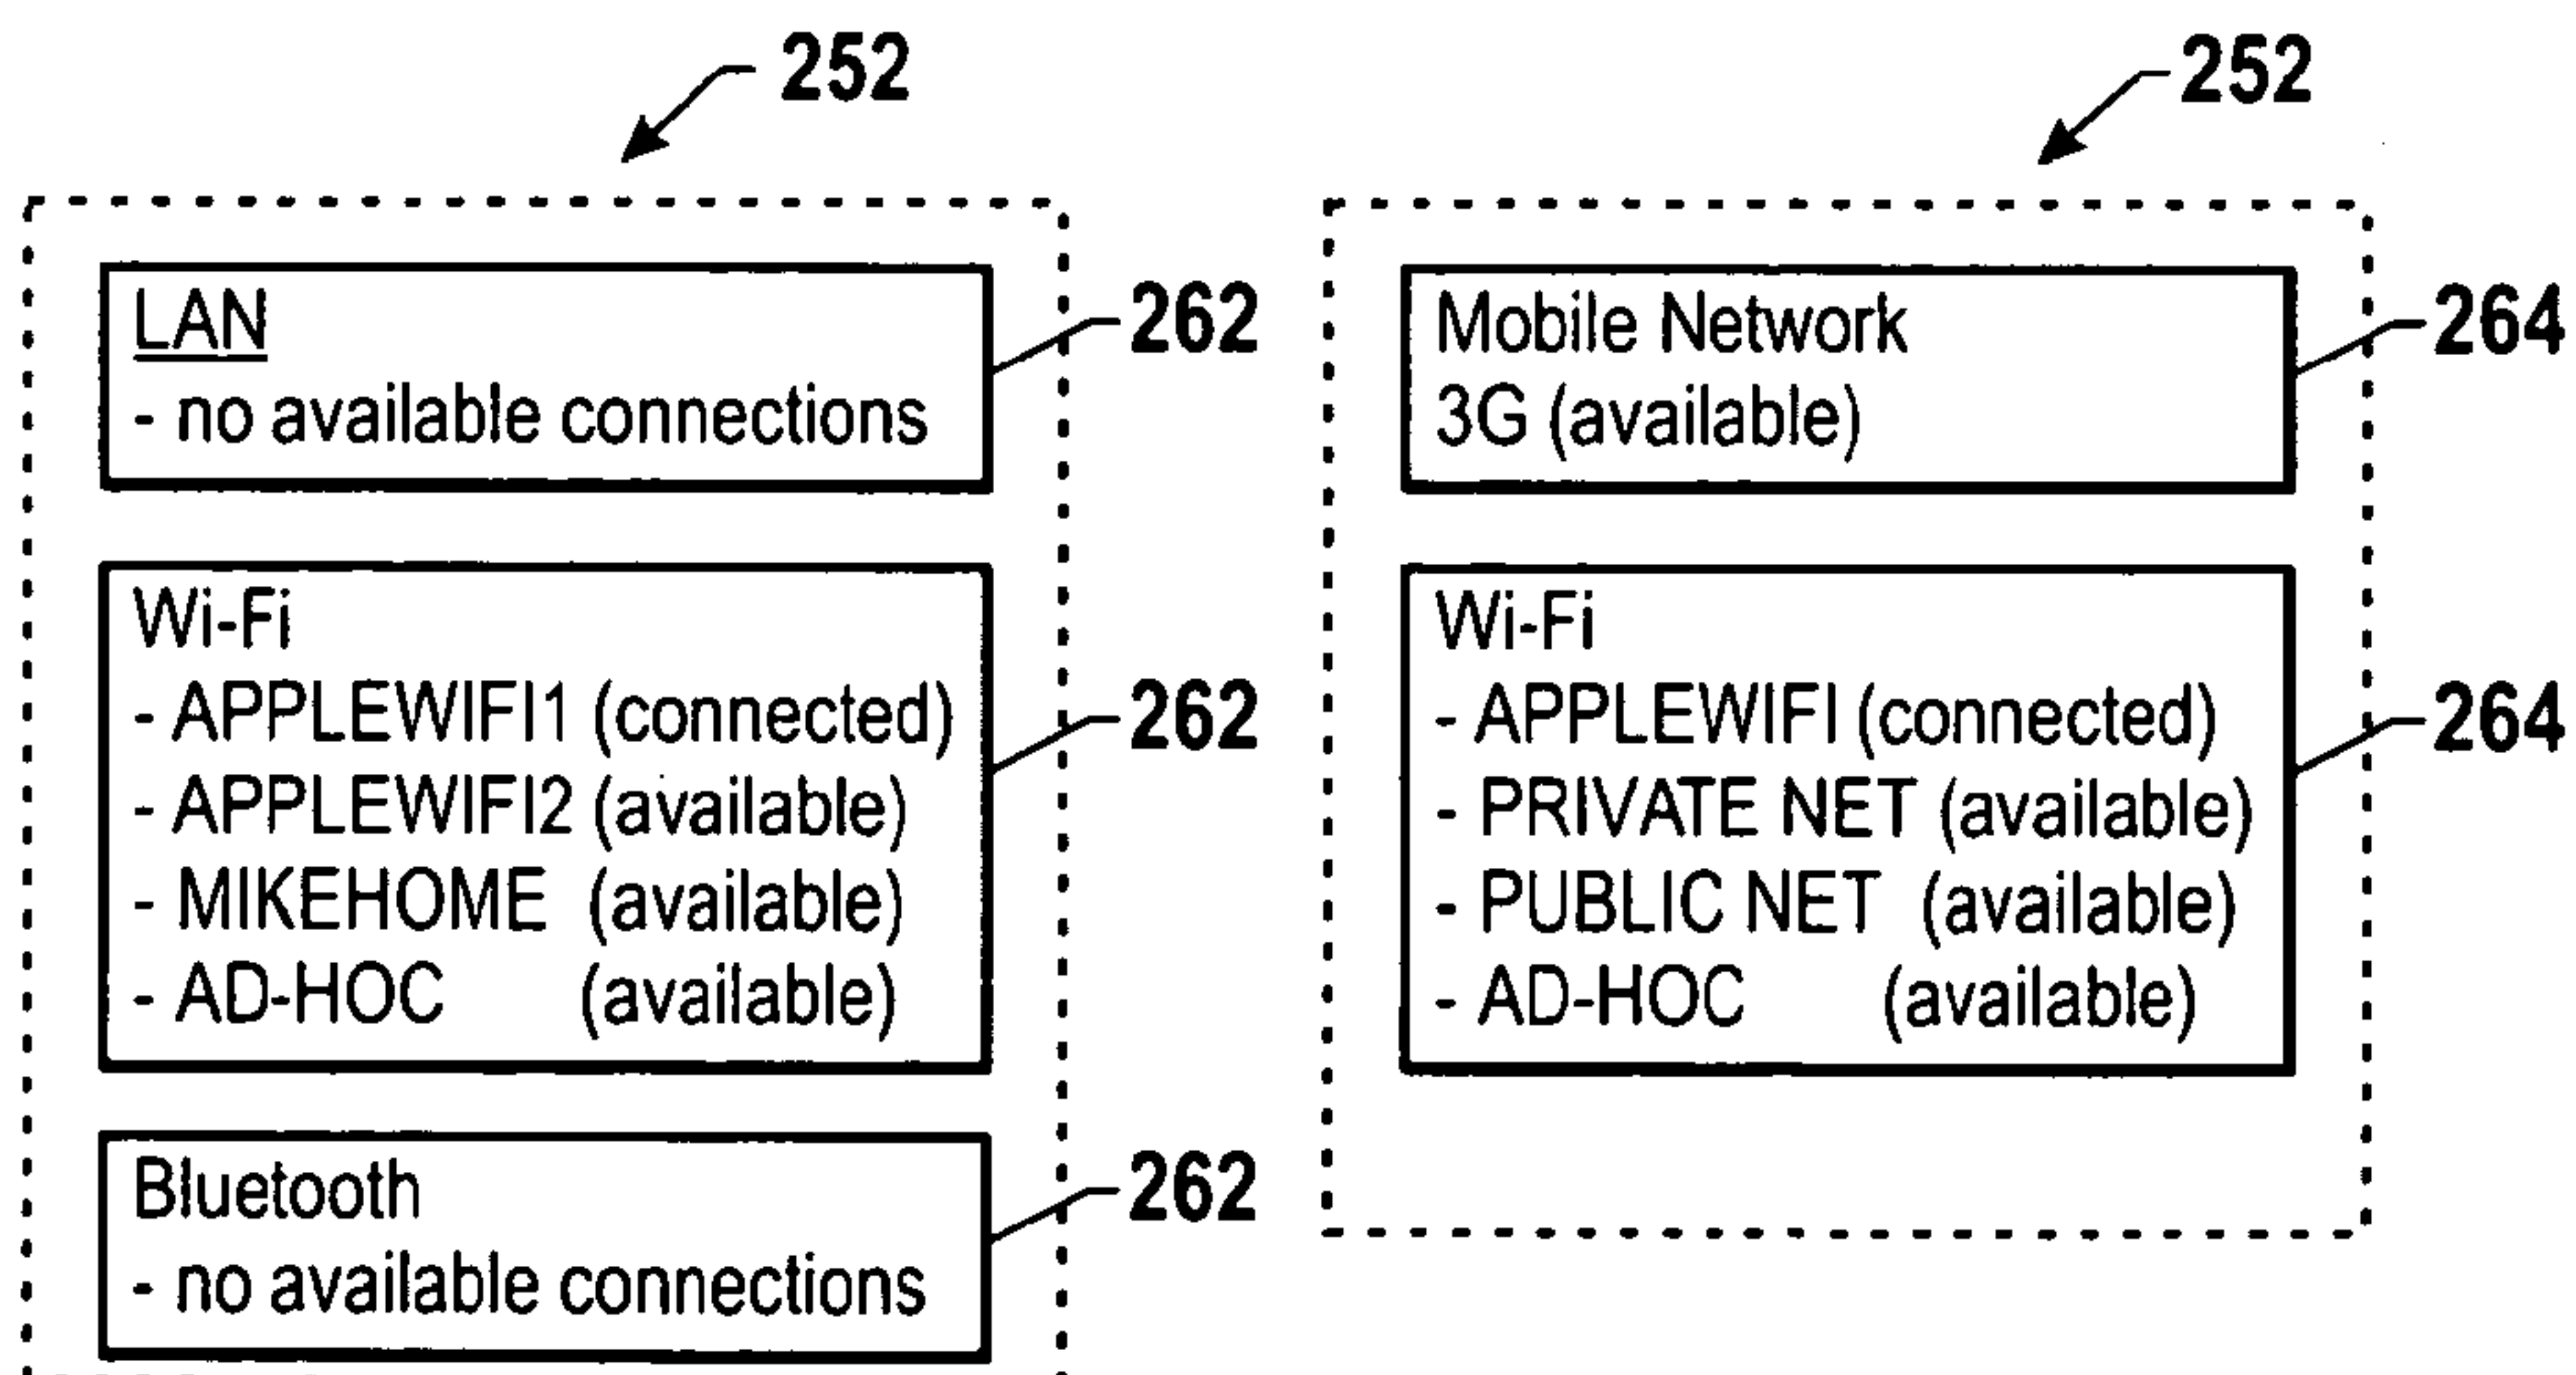 252
LAN
- no available connections
262
Wi-Fi
- APPLEWIFI1 (connected)
- APPLEWIFI2 (available)
- MIKEHOME (available)
- AD-HOC (available)
262
Bluetooth
- no available connections
262
252
Mobile Network
3G (available)
264
Wi-Fi
- APPLEWIFI (connected)
- PRIVATE NET (available)
- PUBLIC NET (available)
- AD-HOC (available)
264